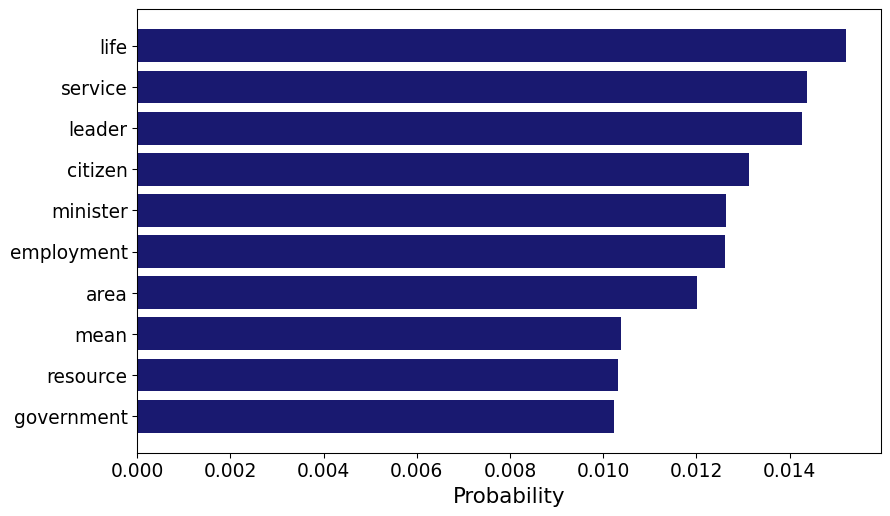 life
service
leader
citizen
minister
employment
area
mean
resource
government
0.000 0.002 0.004 0.006 0.008 0.010 0.012 0.014
Probability